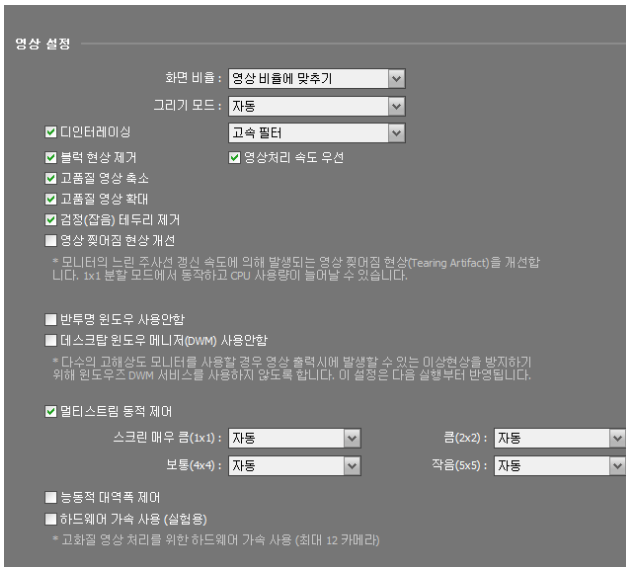 영상 설정
화면 비율 : 영상 비율에 맞추기
그리기 모드 : 자동
디인터레이싱 고속 필터
블럭 현상 제거 영상처리 속도 우선
고품질 영상 축소
고품질 영상 확대
검정(잡음) 테두리 제거
영상 찢어짐 현상 개선
* 모니터의 느린 주사선 갱신 속도에 의해 발생되는 영상 찢어짐 현상(Tearing Artifact)을 개선합
니다. 1x1 분할 모드에서 동작하고 CPU 사용량이 늘어날 수 있습니다.
반투명 윈도우 사용안함
데스크탑 윈도우 메니저(DWM) 사용안함
* 다수의 고해상도 모니터를 사용할 경우 영상 출력시에 발생할 수 있는 이상현상을 방지하기
위해 윈도우즈 DWM 서비스를 사용하지 않도록 합니다. 이 설정은 다음 실행부터 반영됩니다.
멀티스트림 동적 제어
스크린 매우 큼(1x1) : 자동 큼(2x2) : 자동
보통(4x4) : 자동 작음(5x5) : 자동
능동적 대역폭 제어
하드웨어 가속 사용 (실험용)
* 고화질 영상 처리를 위한 하드웨어 가속 사용 (최대 12 카메라)